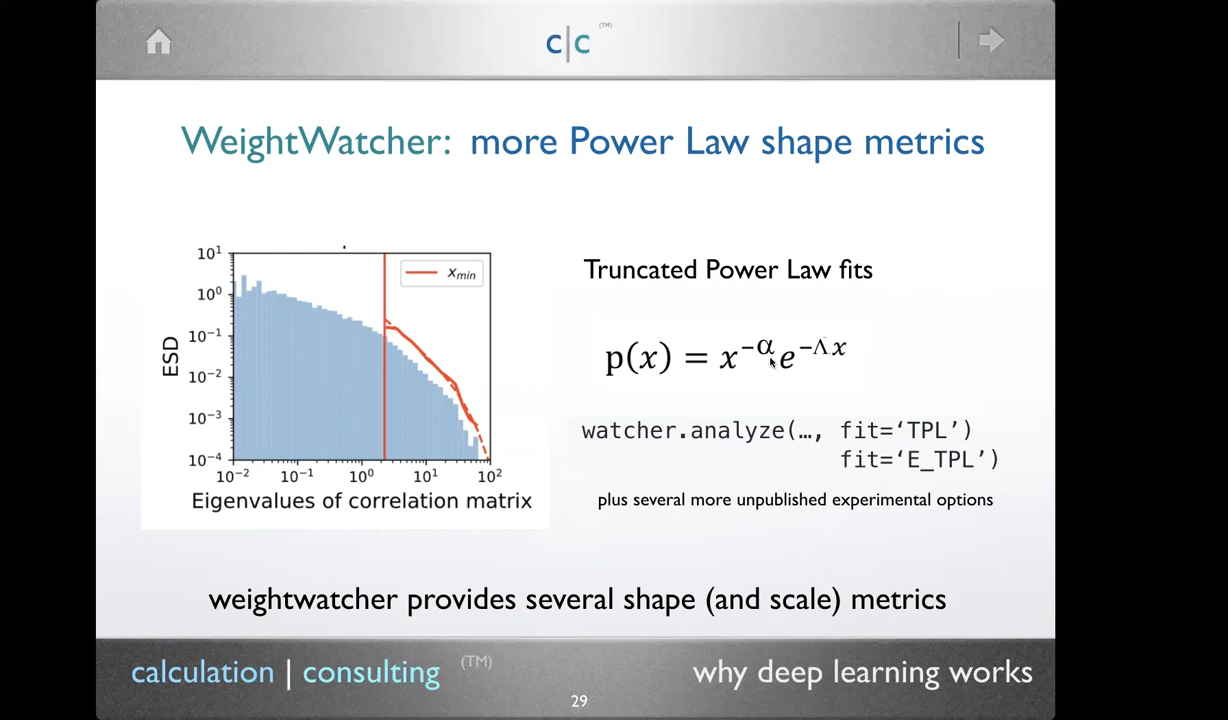 c|c (TM)
WeightWatcher: more Power Law shape metrics
10¹
10⁰
10⁻¹
10⁻²
10⁻³
10⁻⁴
ESD
x_min
10⁻² 10⁻¹ 10⁰ 10¹ 10²
Eigenvalues of correlation matrix
Truncated Power Law fits
p(x) = x^−α e^−Λx
watcher.analyze(…, fit=‘TPL’)
fit=‘E_TPL’)
plus several more unpublished experimental options
weightwatcher provides several shape (and scale) metrics
calculation | consulting (TM)
why deep learning works
29